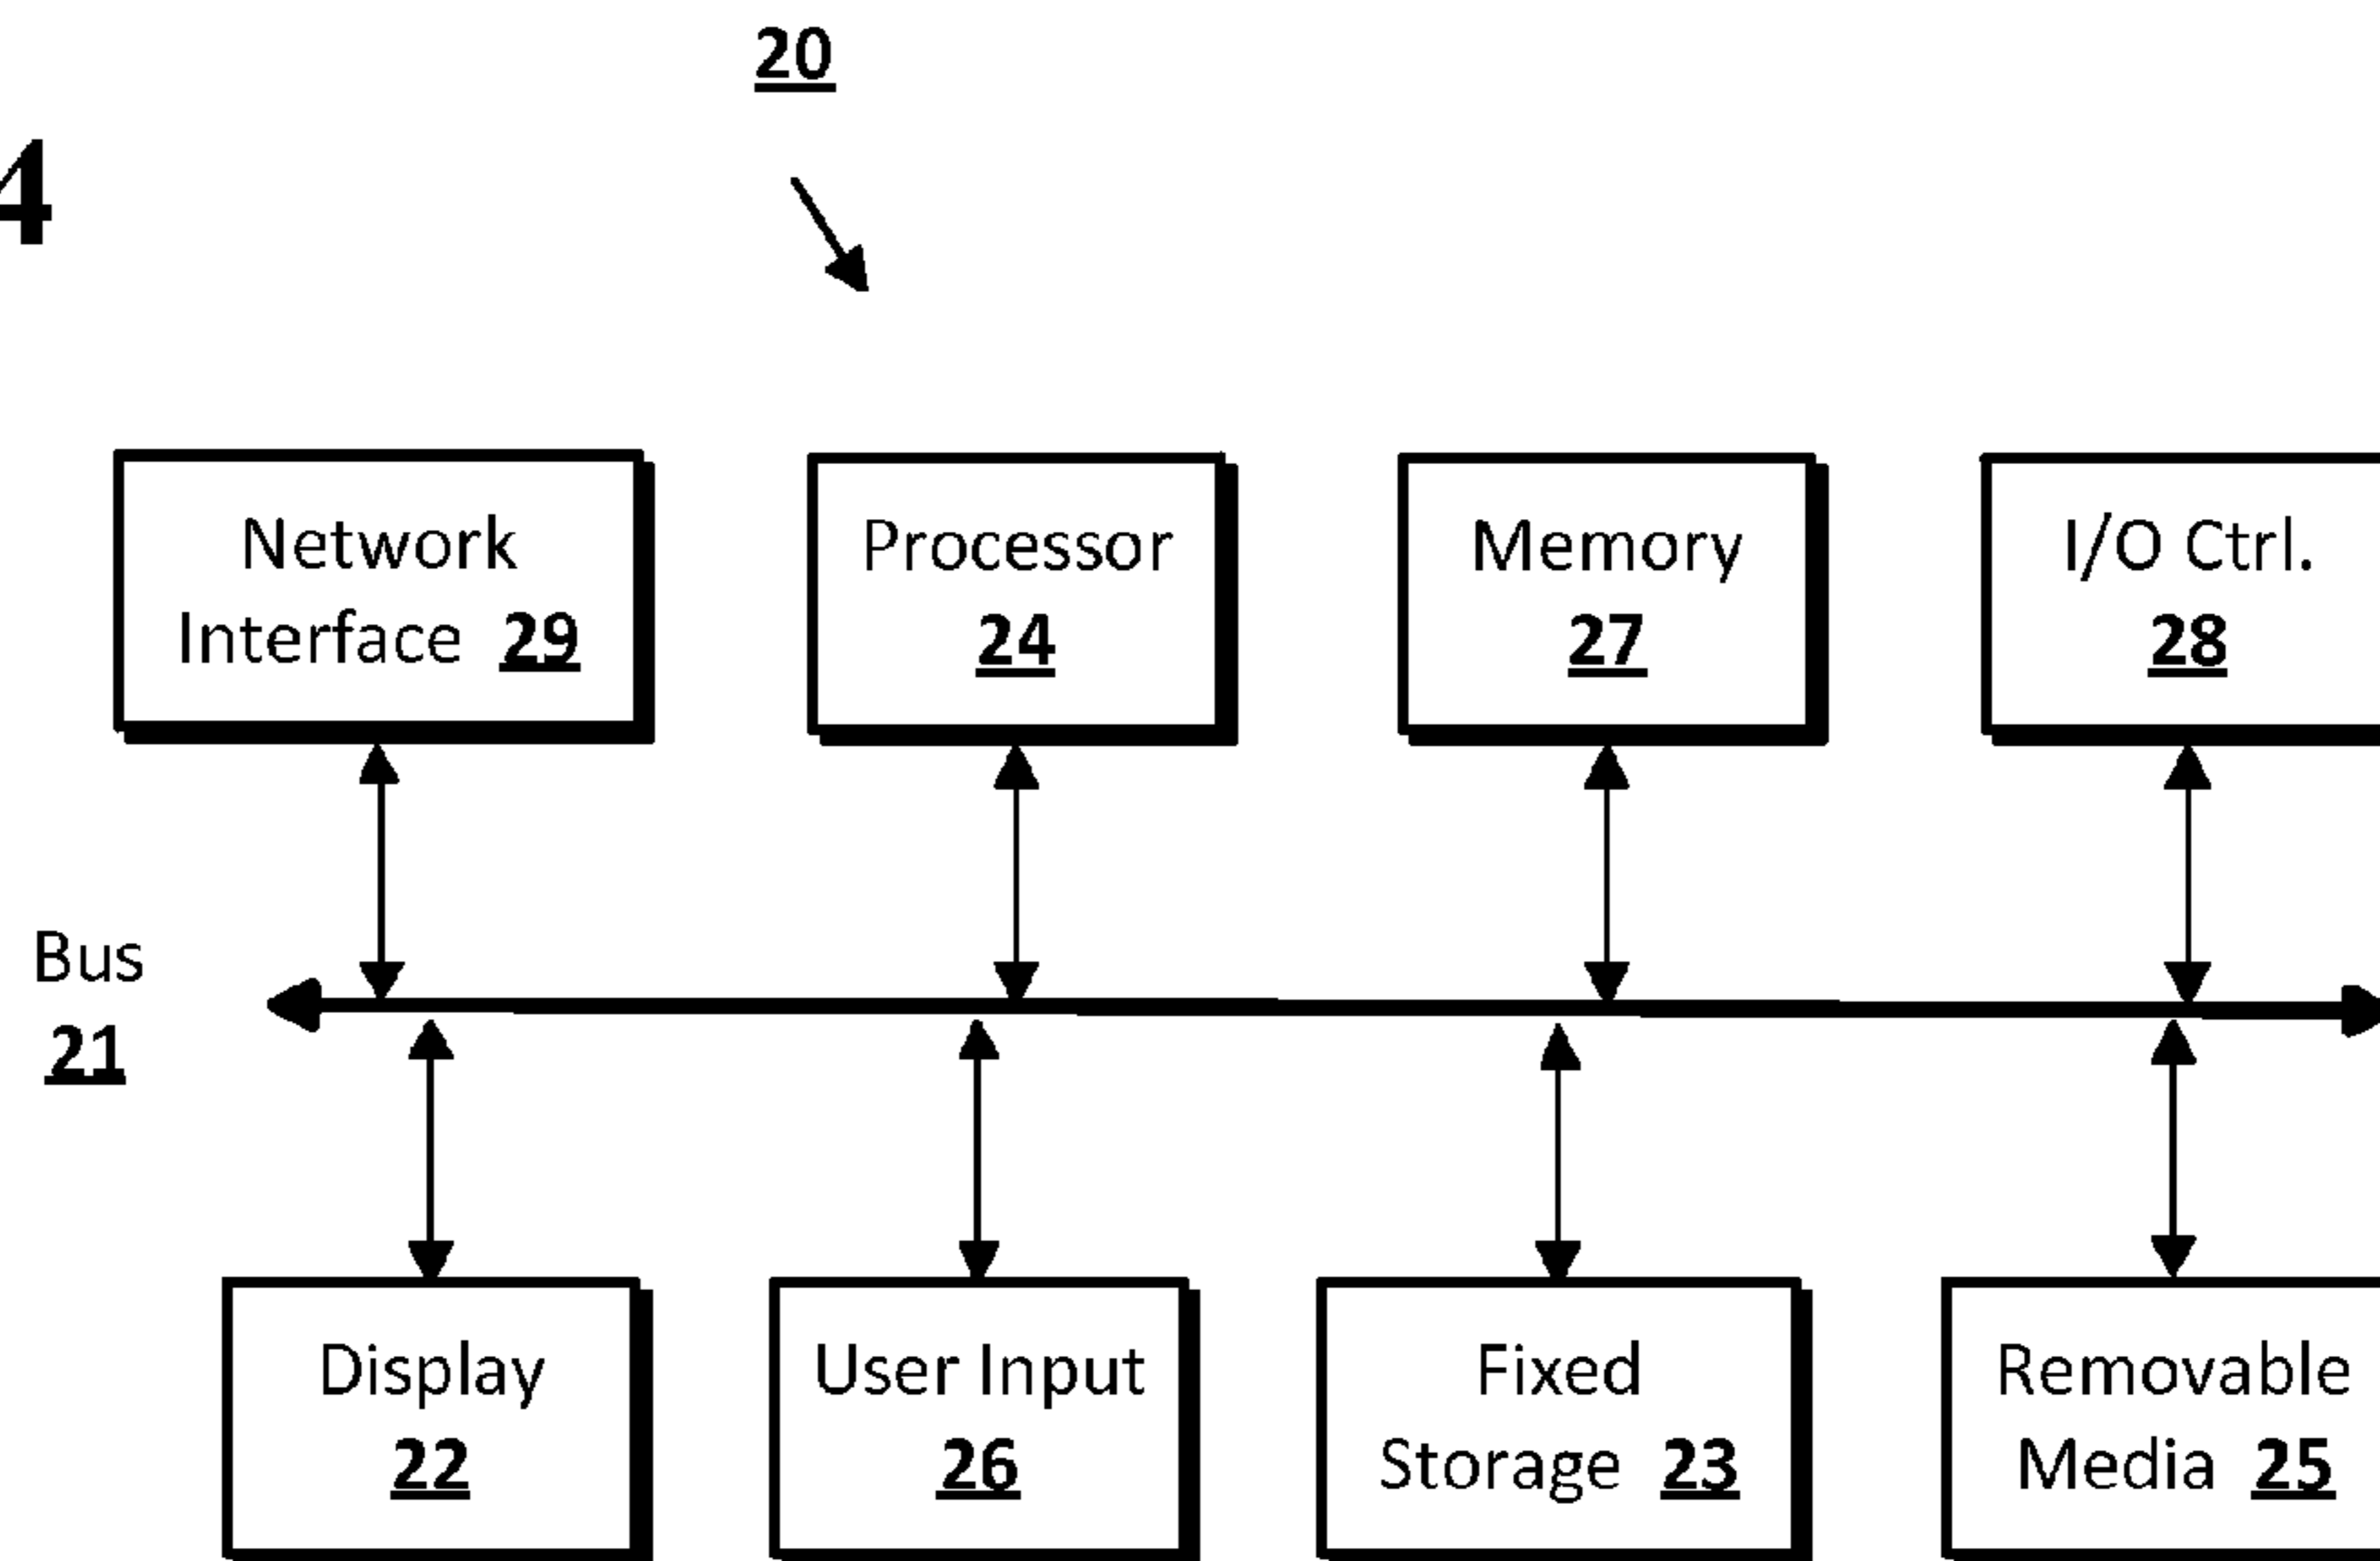 20
4
Network
Interface 29
Processor
24
Memory
27
I/O Ctrl.
28
Bus
21
Display
22
User Input
26
Fixed
Storage 23
Removable
Media 25